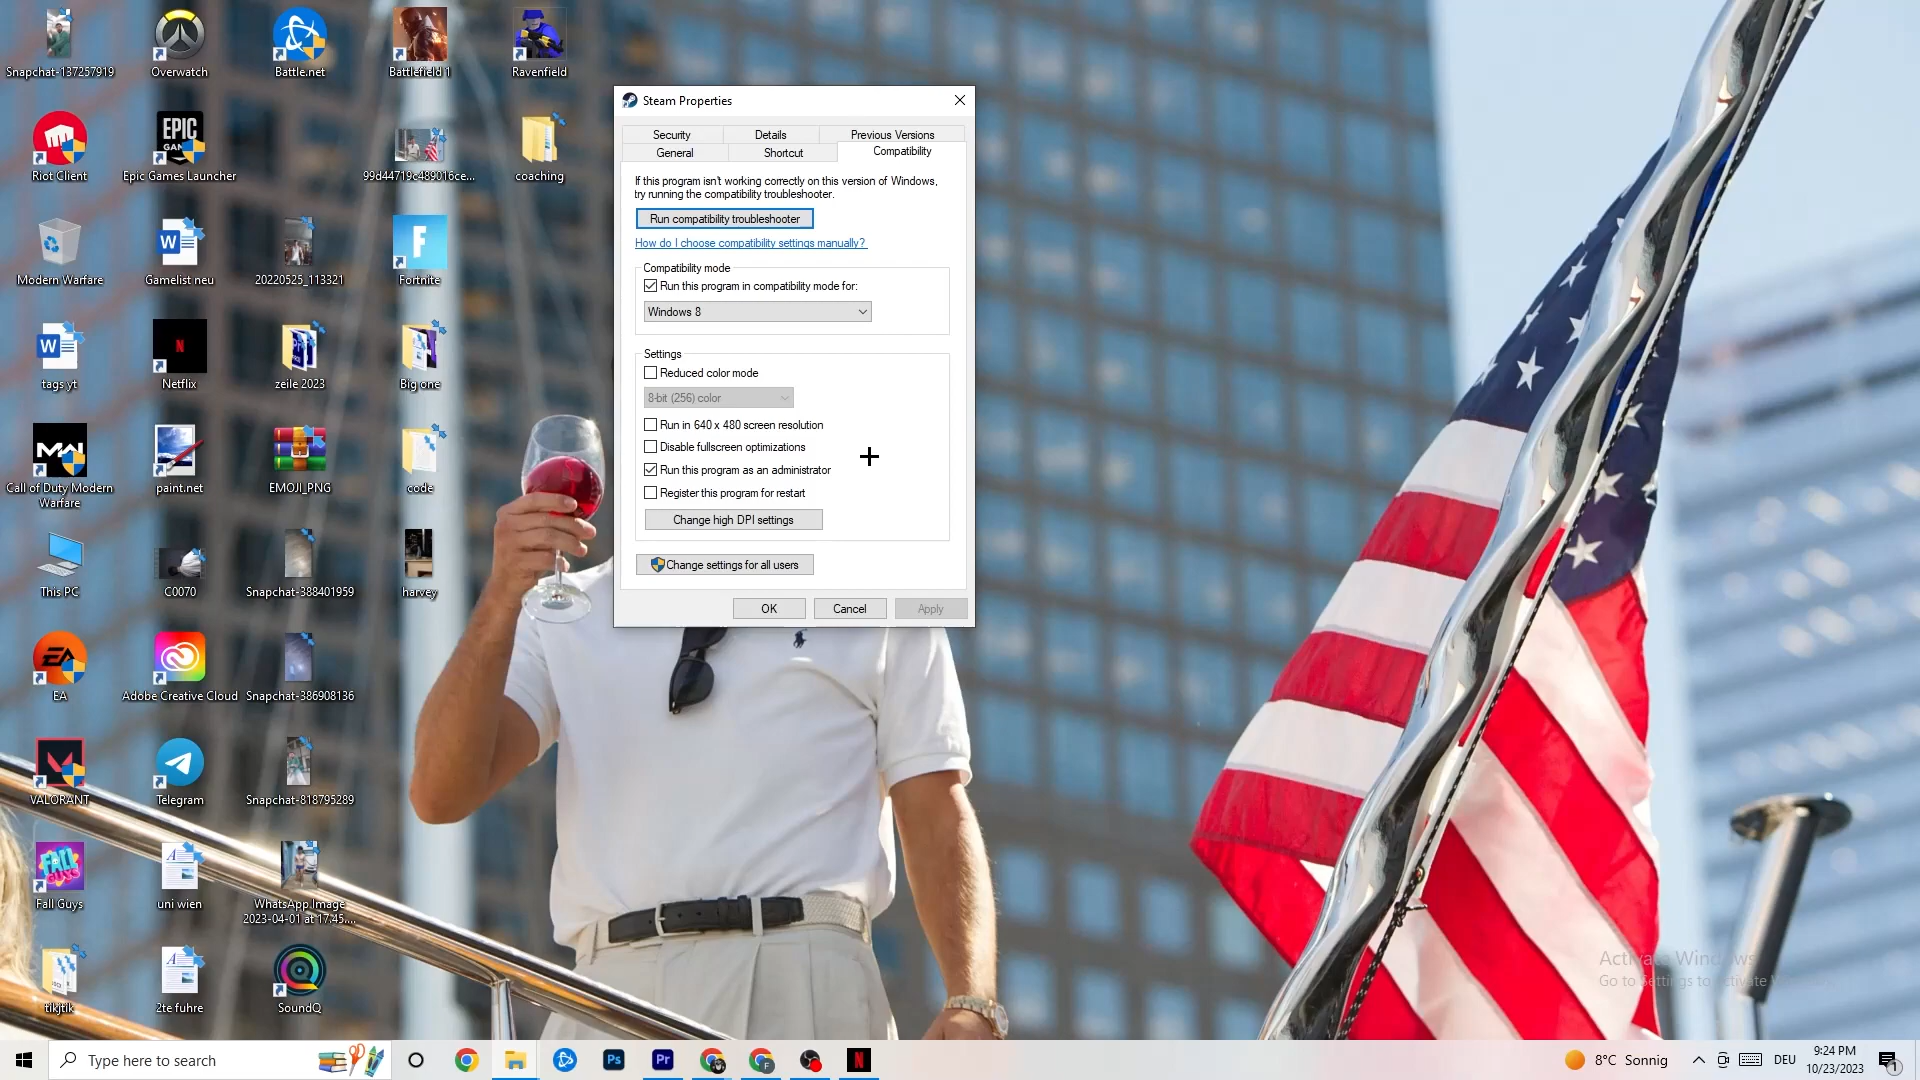 Snapchat-137257919
Overwatch
Battle.net
Battlefield 1
Ravenfield
Riot Client
EPIC
GAMES
Epic Games Launcher
99d44719c489016ce...
coaching
Modern Warfare
Gamelist neu
20220525_113321
Fortnite
tags yt
Netflix
zeile 2023
Big one
Call of Duty Modern
Warfare
paint.net
EMOJI_PNG
code
This PC
C0070
Snapchat-388401959
harvey
EA
Adobe Creative Cloud
Snapchat-386908136
VALORANT
Telegram
Snapchat-818795289
FALL
GUYS
Fall Guys
uni wien
WhatsApp Image
2023-04-01 at 17.45....
tikjtik
2te fuhre
SoundQ
Steam Properties
Security
Details
Previous Versions
General
Shortcut
Compatibility
If this program isn't working correctly on this version of Windows,
try running the compatibility troubleshooter.
Run compatibility troubleshooter
How do I choose compatibility settings manually?
Compatibility mode
Run this program in compatibility mode for:
Windows 8
Settings
Reduced color mode
8-bit (256) color
Run in 640 x 480 screen resolution
Disable fullscreen optimizations
Run this program as an administrator
Register this program for restart
Change high DPI settings
Change settings for all users
OK
Cancel
Apply
Activate Windows
Go to Settings to activate
Type here to search
Ps
Pr
8°C Sonnig
DEU
9:24 PM
10/23/2023
1